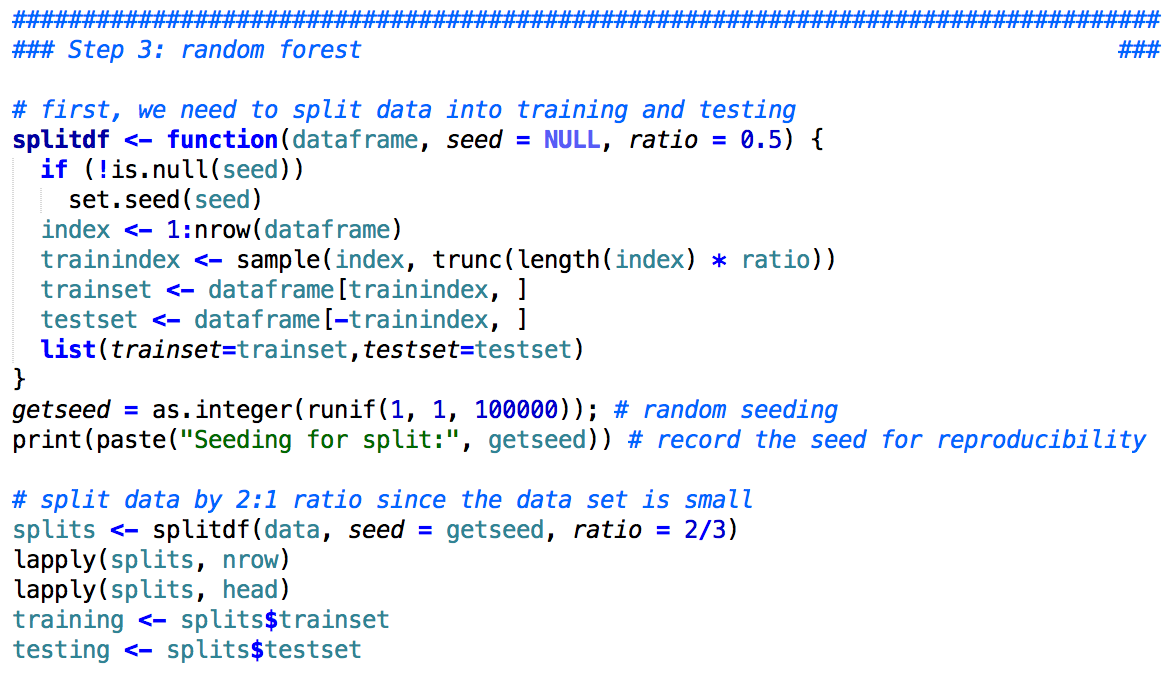 ##################################################################################
### Step 3: random forest                                                      ###
# first, we need to split data into training and testing
splitdf <- function(dataframe, seed = NULL, ratio = 0.5) {
  if (!is.null(seed))
    set.seed(seed)
  index <- 1:nrow(dataframe)
  trainindex <- sample(index, trunc(length(index) * ratio))
  trainset <- dataframe[trainindex, ]
  testset <- dataframe[-trainindex, ]
  list(trainset=trainset,testset=testset)
}
getseed = as.integer(runif(1, 1, 100000)); # random seeding
print(paste("Seeding for split:", getseed)) # record the seed for reproducibility
# split data by 2:1 ratio since the data set is small
splits <- splitdf(data, seed = getseed, ratio = 2/3)
lapply(splits, nrow)
lapply(splits, head)
training <- splits$trainset
testing <- splits$testset